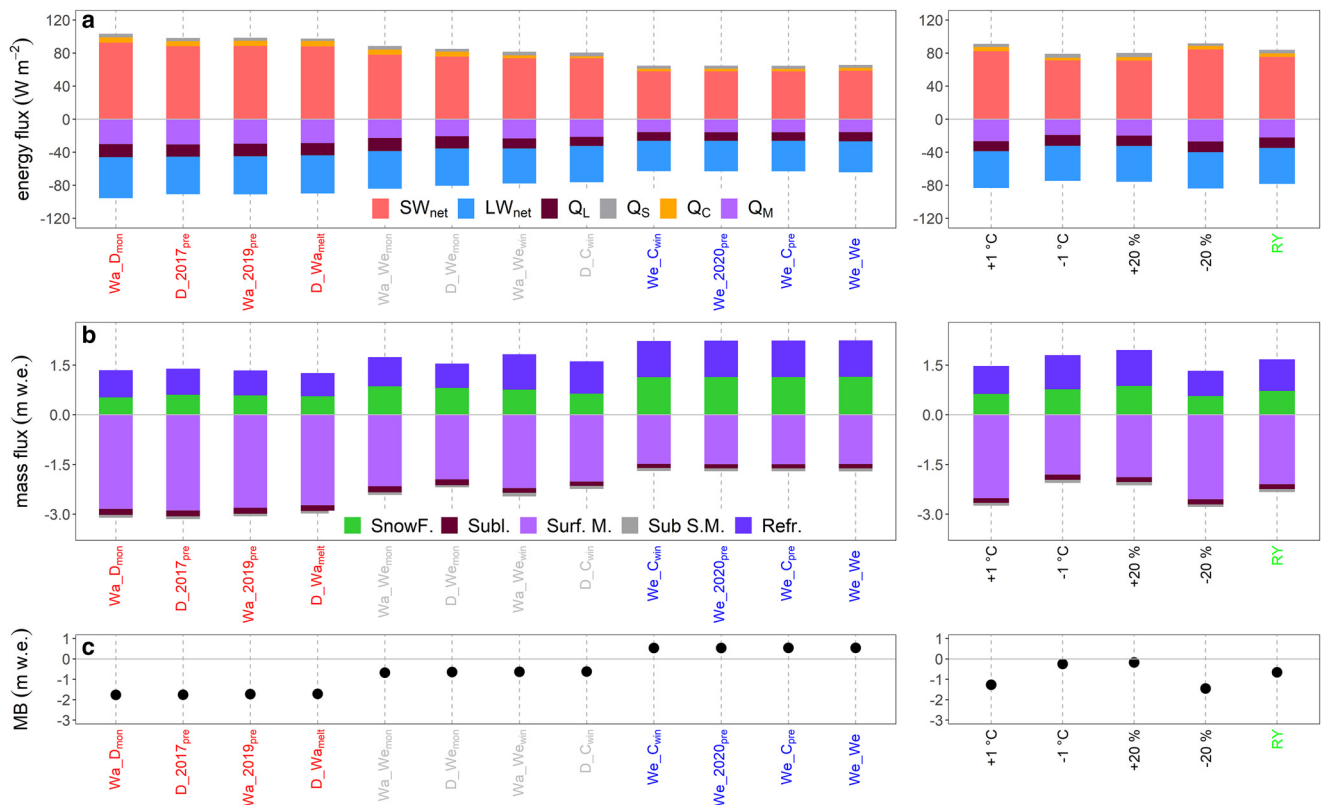 a
energy flux (W m⁻²)
120
80
40
0
-40
-80
-120
SWnet LWnet QL QS QC QM
Wa_Dmon D_2017pre Wa_2019pre D_Wamelt Wa_Wemon D_Wemon Wa_Wewin D_Cwin We_Cwin We_2020pre We_Cpre We_We
120
80
40
0
-40
-80
-120
+1 °C -1 °C +20 % -20 % RY
b
mass flux (m w.e.)
1.5
0.0
-1.5
-3.0
SnowF. Subl. Surf. M. Sub S.M. Refr.
Wa_Dmon D_2017pre Wa_2019pre D_Wamelt Wa_Wemon D_Wemon Wa_Wewin D_Cwin We_Cwin We_2020pre We_Cpre We_We
1.5
0.0
-1.5
-3.0
+1 °C -1 °C +20 % -20 % RY
c
MB (m w.e.)
1
0
-1
-2
-3
Wa_Dmon D_2017pre Wa_2019pre D_Wamelt Wa_Wemon D_Wemon Wa_Wewin D_Cwin We_Cwin We_2020pre We_Cpre We_We
1
0
-1
-2
-3
+1 °C -1 °C +20 % -20 % RY